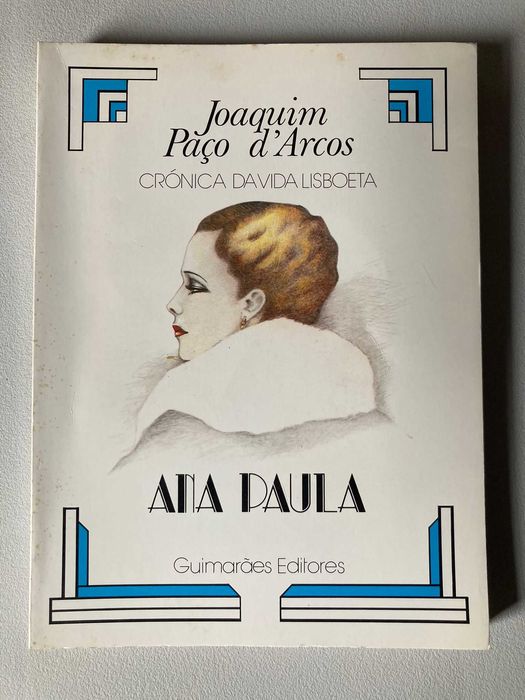 Joaquim
Paço d'Arcos
CRÓNICA DA VIDA LISBOETA
ANA PAULA
Guimarães Editores